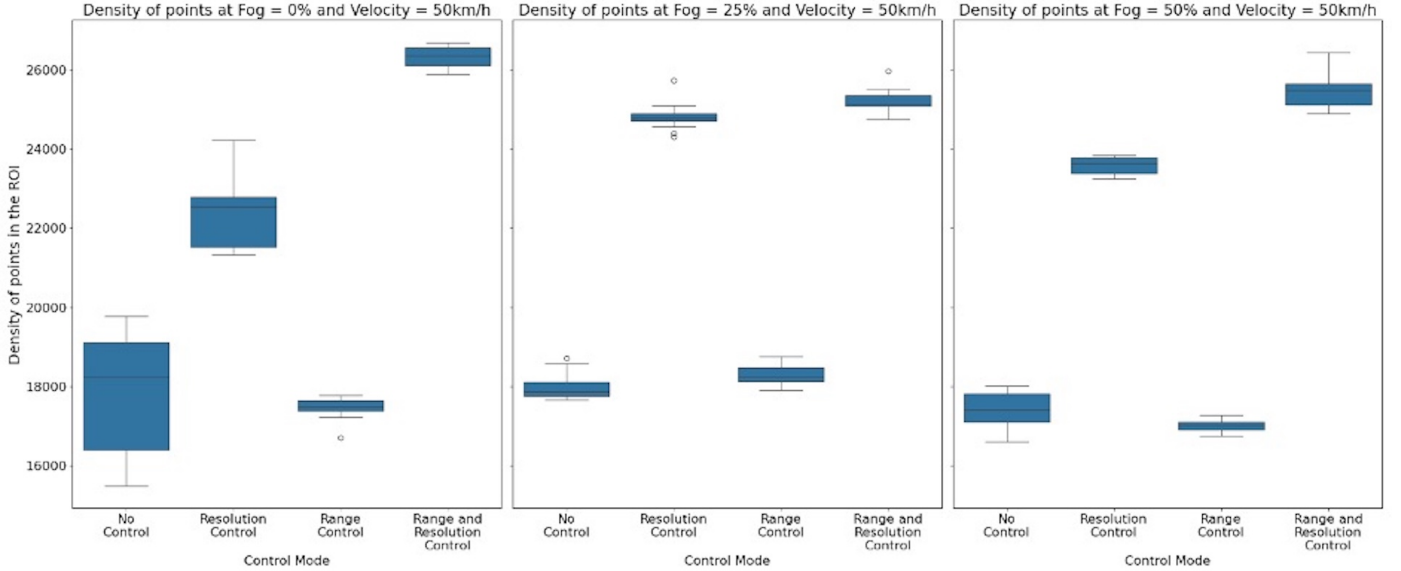 Density of points at Fog = 0% and Velocity = 50km/h
Density of points in the ROI
26000
24000
22000
20000
18000
16000
No
Control
Resolution
Control
Range
Control
Range and
Resolution
Control
Control Mode
Density of points at Fog = 25% and Velocity = 50km/h
No
Control
Resolution
Control
Range
Control
Range and
Resolution
Control
Control Mode
Density of points at Fog = 50% and Velocity = 50km/h
No
Control
Resolution
Control
Range
Control
Range and
Resolution
Control
Control Mode